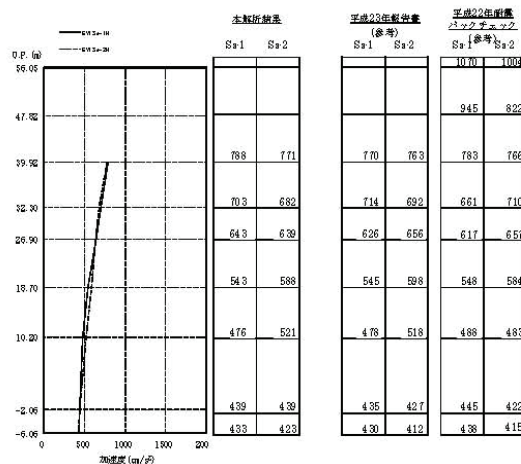 本解析結果
平成23年報告書
(参考)
平成22年耐震
バックチェック
(参考)
Ss-1 Ss-2 Ss-1 Ss-2 Ss-1 Ss-2
O.P. (m)
56.05 1070 1004
47.82 945 822
39.92 788 771 770 763 783 766
32.30 703 682 714 692 661 710
26.90 643 639 626 656 617 657
18.70 543 588 545 598 548 584
10.20 476 521 478 518 488 483
-2.06 439 439 435 427 445 422
-6.06 433 423 430 412 438 415
0 500 1000 1500 200
加速度(cm/s²)